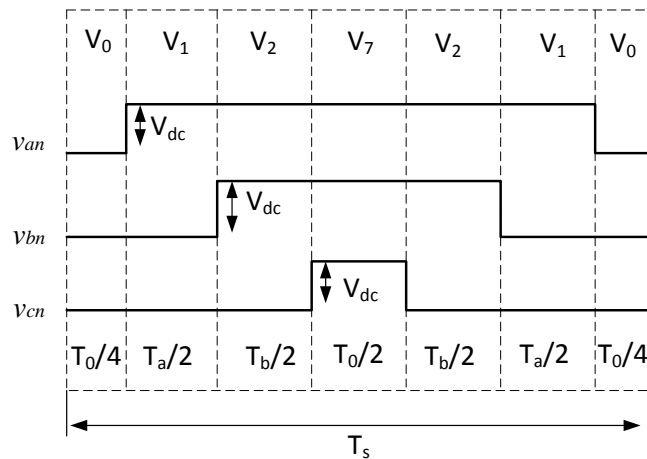 V0 V1 V2 V7 V2 V1 V0
van
Vdc
vbn
Vdc
vcn
Vdc
T0/4 Ta/2 Tb/2 T0/2 Tb/2 Ta/2 T0/4
Ts